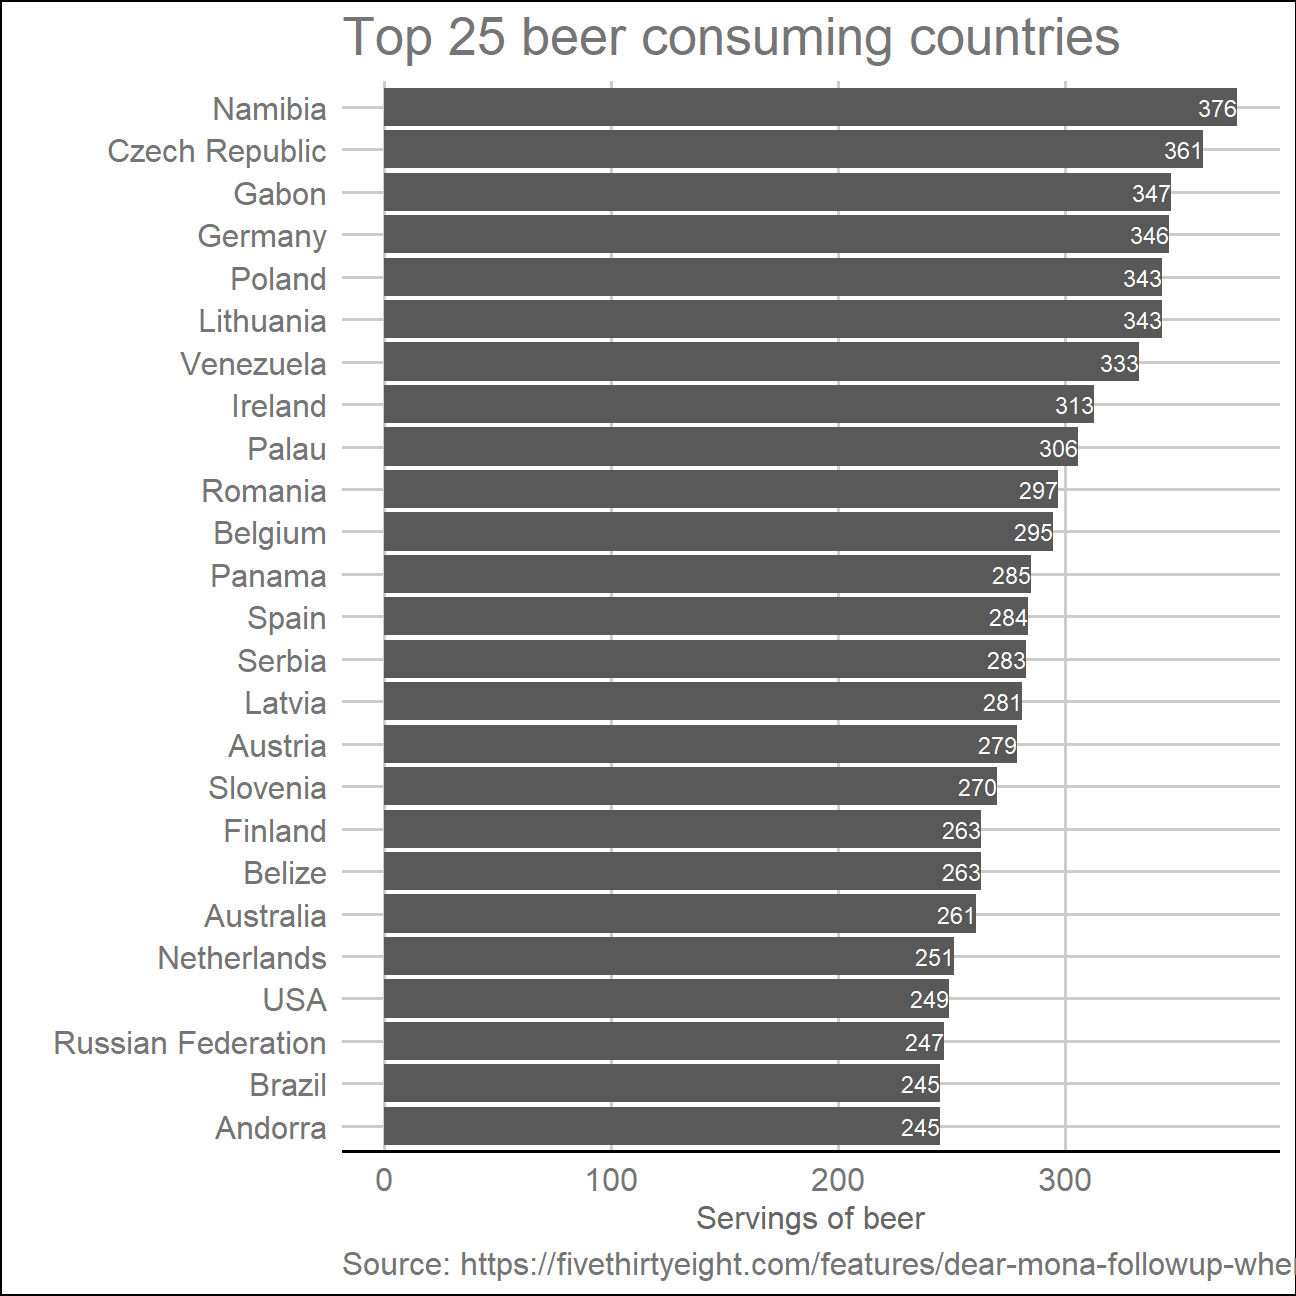 Top 25 beer consuming countries
Namibia 376
Czech Republic 361
Gabon 347
Germany 346
Poland 343
Lithuania 343
Venezuela 333
Ireland 313
Palau 306
Romania 297
Belgium 295
Panama 285
Spain 284
Serbia 283
Latvia 281
Austria 279
Slovenia 270
Finland 263
Belize 263
Australia 261
Netherlands 251
USA 249
Russian Federation 247
Brazil 245
Andorra 245
0 100 200 300
Servings of beer
Source: https://fivethirtyeight.com/features/dear-mona-followup-wher